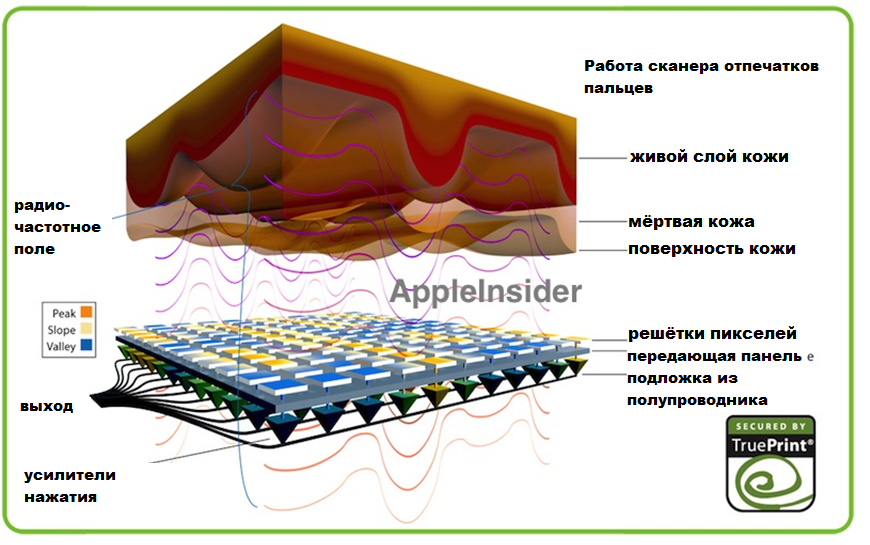 Работа сканера отпечатков
пальцев
живой слой кожи
радио-
частотное
поле
мёртвая кожа
поверхность кожи
AppleInsider
Peak
Slope
Valley
решётки пикселей
передающая панель е
подложка из
полупроводника
выход
усилители
нажатия
SECURED BY
TruePrint®